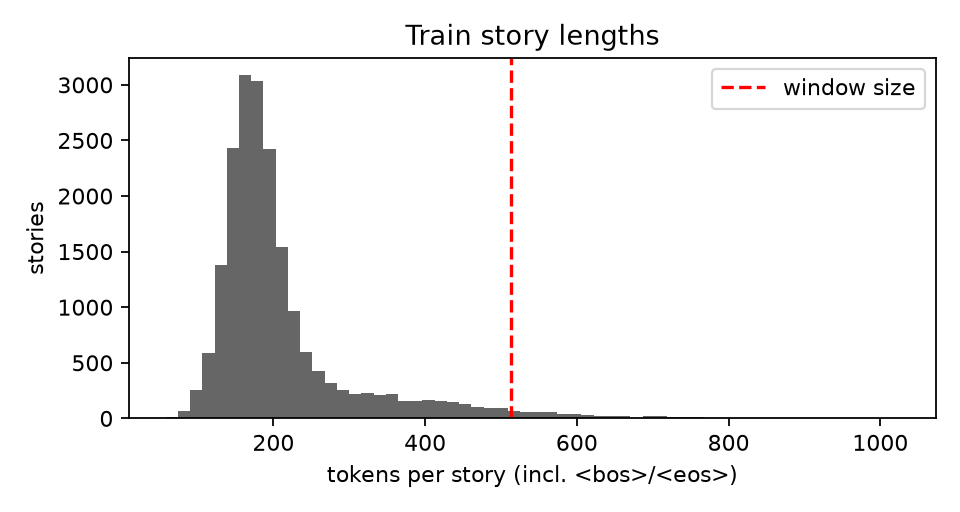 Train story lengths
window size
3000
2500
2000
1500
1000
500
0
stories
200 400 600 800 1000
tokens per story (incl. <bos>/<eos>)